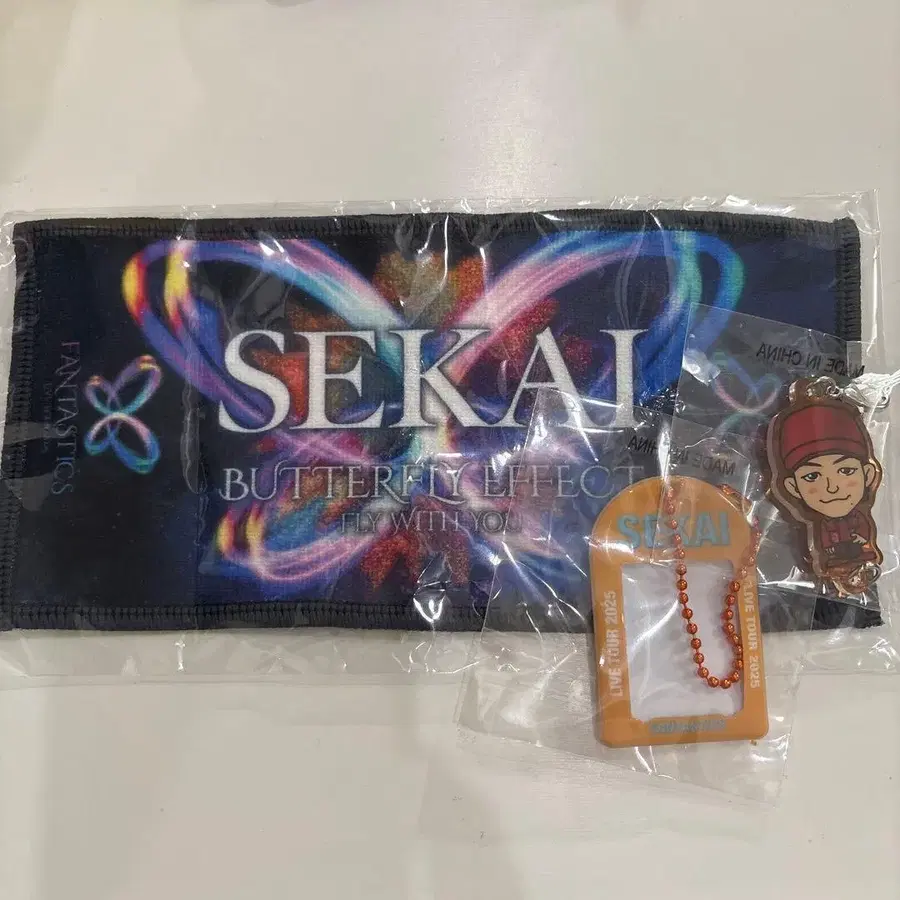 FANTASTICS
SEKAI
BUTTERFLY EFFECT
FLY WITH YOU
MADE IN CHINA
MADE IN CHINA
SEKAI
LIVE TOUR 2025
LIVE TOUR 2025